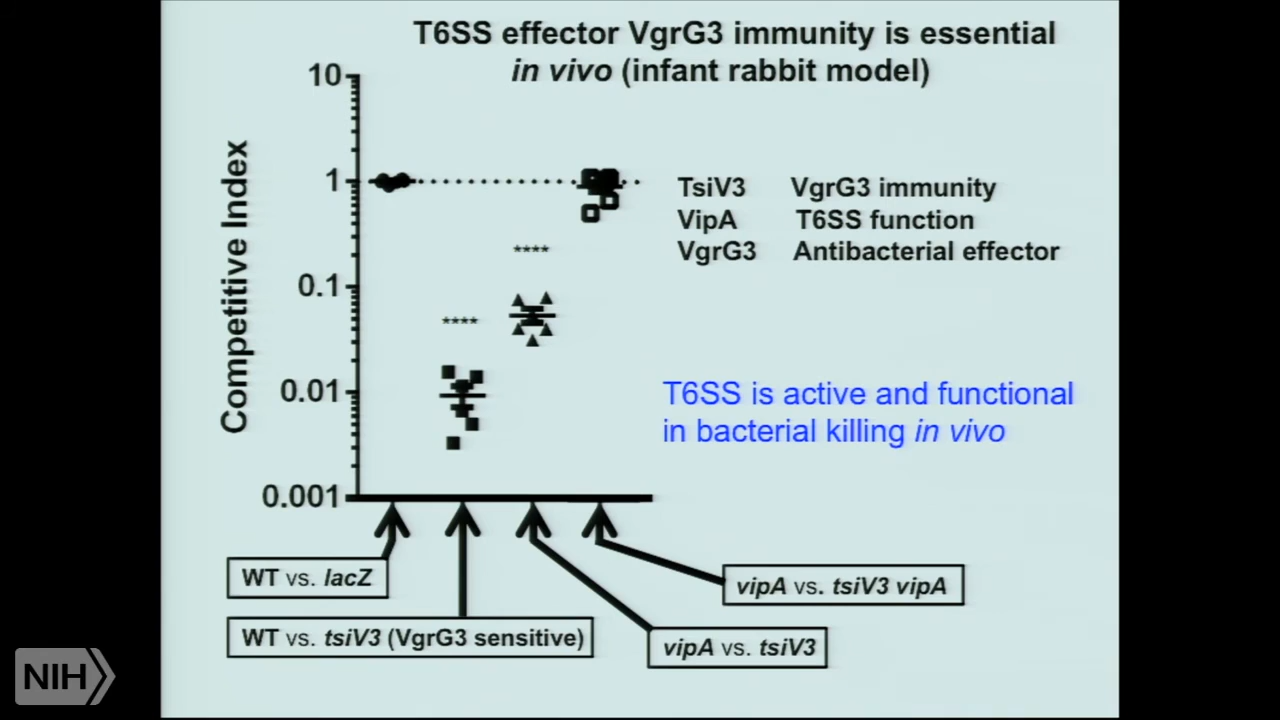 T6SS effector VgrG3 immunity is essential
in vivo (infant rabbit model)
Competitive Index
10
1
0.1
0.01
0.001
****
****
TsiV3 VgrG3 immunity
VipA T6SS function
VgrG3 Antibacterial effector
T6SS is active and functional
in bacterial killing in vivo
WT vs. lacZ
WT vs. tsiV3 (VgrG3 sensitive)
vipA vs. tsiV3
vipA vs. tsiV3 vipA
NIH